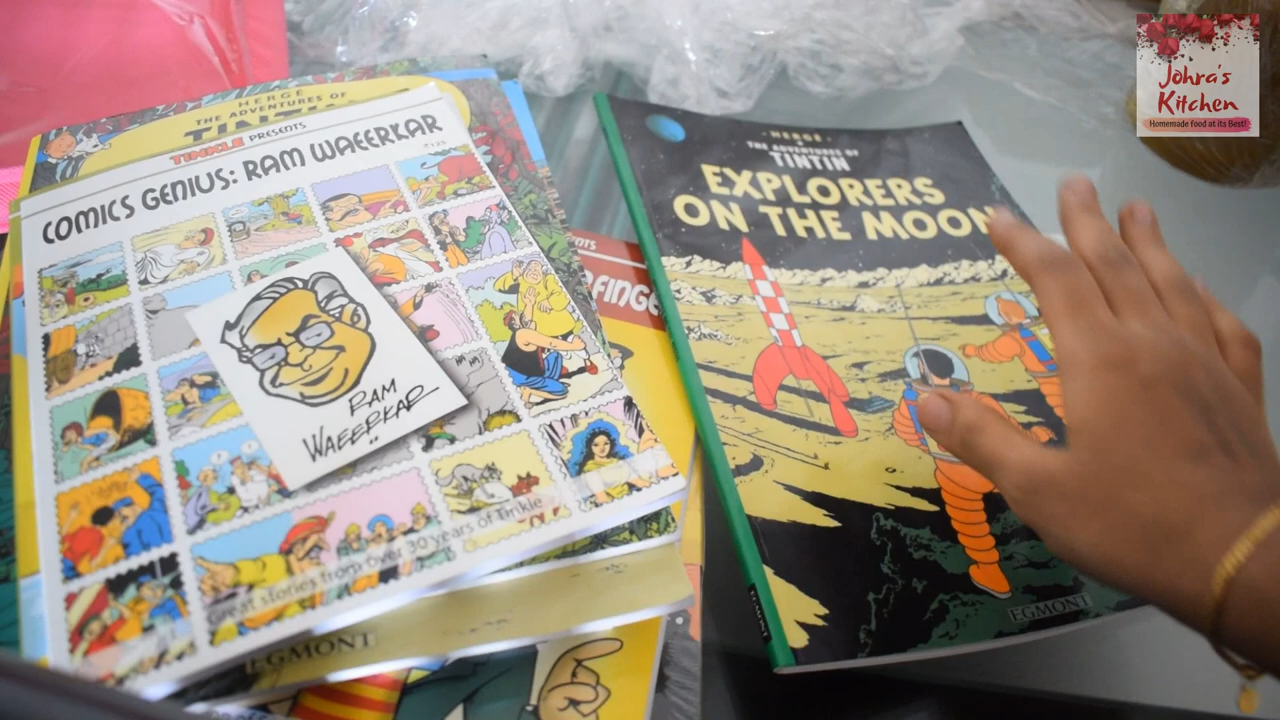 HERGÉ
THE ADVENTURES OF
TINTIN
TINKLE PRESENTS
COMICS GENIUS: RAM WAEERKAR
₹125
RAM
WAEERKAR
Great stories from over 30 years of Tinkle
EGMONT
FINGE
-HERGÉ-
THE ADVENTURES OF
TINTIN
EXPLORERS
ON THE MOON
EGMONT
EGMONT
Johra's
Kitchen
Homemade food at its Best!